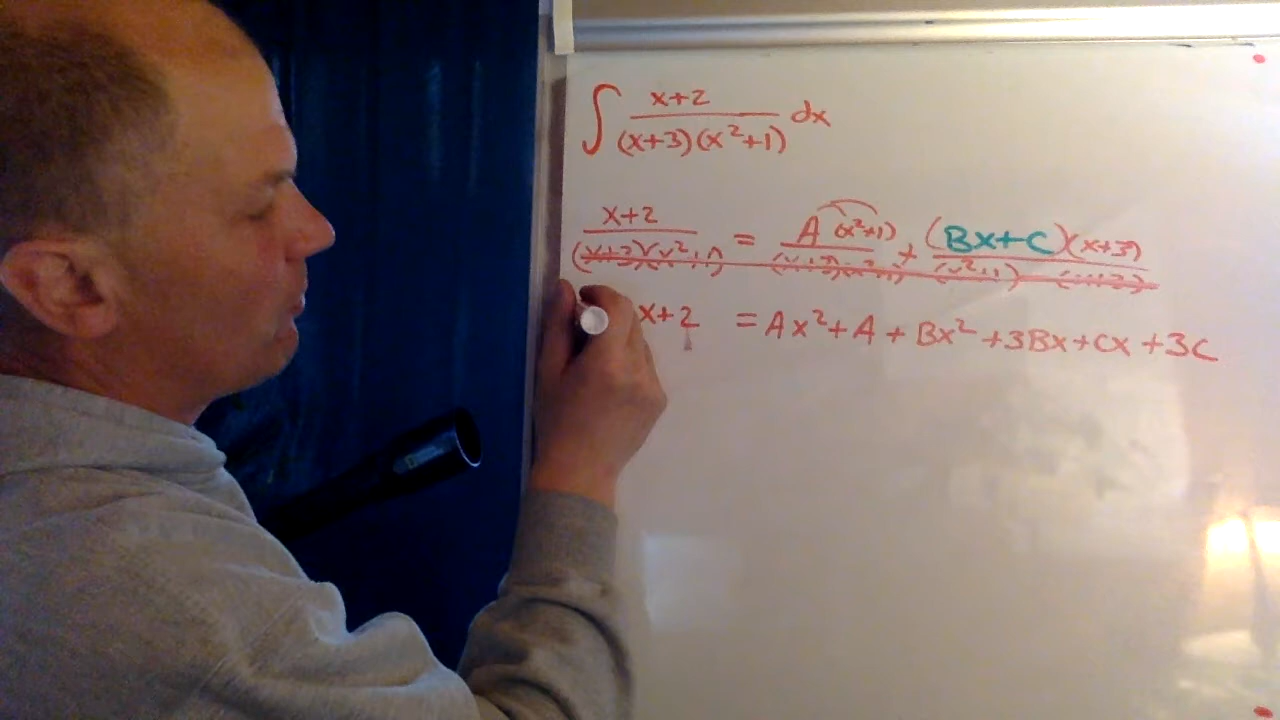 ∫ x+2 / (x+3)(x²+1) dx
x+2 / (x+3)(x²+1) = A (x²+1) / (x+3)(x²+1) + (Bx+C)(x+3) / (x²+1) (x+3)
x+2 = Ax²+A + Bx² +3Bx+Cx +3C